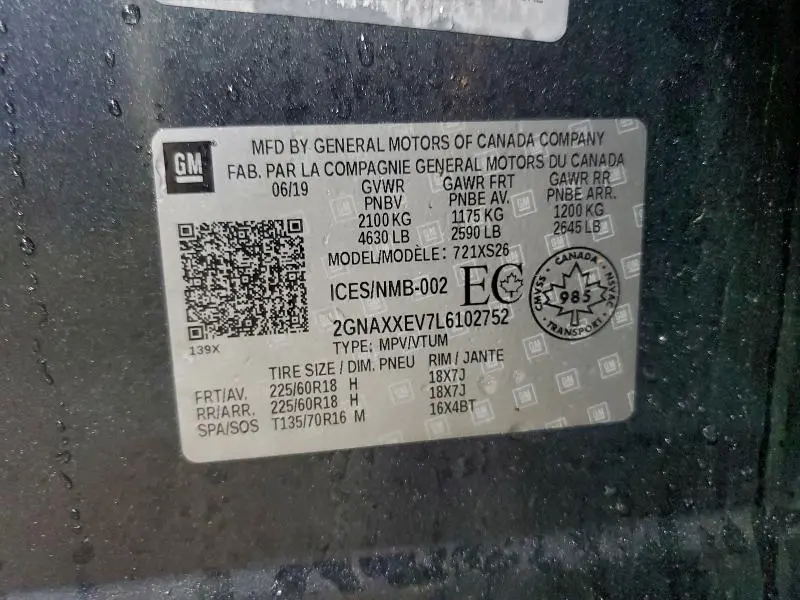 GM
MFD BY GENERAL MOTORS OF CANADA COMPANY
FAB. PAR LA COMPAGNIE GENERAL MOTORS DU CANADA
06/19 GVWR GAWR FRT GAWR RR
PNBV PNBE AV. PNBE ARR.
2100 KG 1175 KG 1200 KG
4630 LB 2590 LB 2645 LB
MODEL/MODÈLE: 721XS26
ICES/NMB-002 EC
CANADA
CMVSS 985 NSVAC
TRANSPORT
2GNAXXEV7L6102752
139X
TYPE: MPV/VTUM
TIRE SIZE / DIM. PNEU RIM / JANTE
FRT/AV. 225/60R18 H 18X7J
RR/ARR. 225/60R18 H 18X7J
SPA/SOS T135/70R16 M 16X4BT